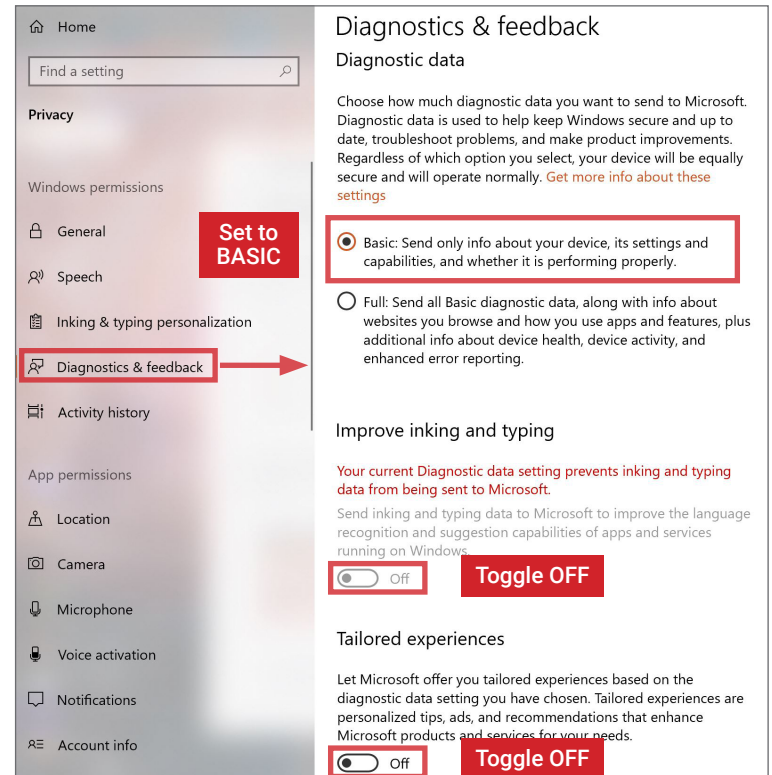 Home
Find a setting
Privacy
Windows permissions
General
Speech
Inking & typing personalization
Diagnostics & feedback
Activity history
App permissions
Location
Camera
Microphone
Voice activation
Notifications
Account info
Set to
BASIC
Diagnostics & feedback
Diagnostic data
Choose how much diagnostic data you want to send to Microsoft.
Diagnostic data is used to help keep Windows secure and up to
date, troubleshoot problems, and make product improvements.
Regardless of which option you select, your device will be equally
secure and will operate normally. Get more info about these
settings
Basic: Send only info about your device, its settings and
capabilities, and whether it is performing properly.
Full: Send all Basic diagnostic data, along with info about
websites you browse and how you use apps and features, plus
additional info about device health, device activity, and
enhanced error reporting.
Improve inking and typing
Your current Diagnostic data setting prevents inking and typing
data from being sent to Microsoft.
Send inking and typing data to Microsoft to improve the language
recognition and suggestion capabilities of apps and services
running on Windows.
Off
Toggle OFF
Tailored experiences
Let Microsoft offer you tailored experiences based on the
diagnostic data setting you have chosen. Tailored experiences are
personalized tips, ads, and recommendations that enhance
Microsoft products and services for your needs.
Off
Toggle OFF